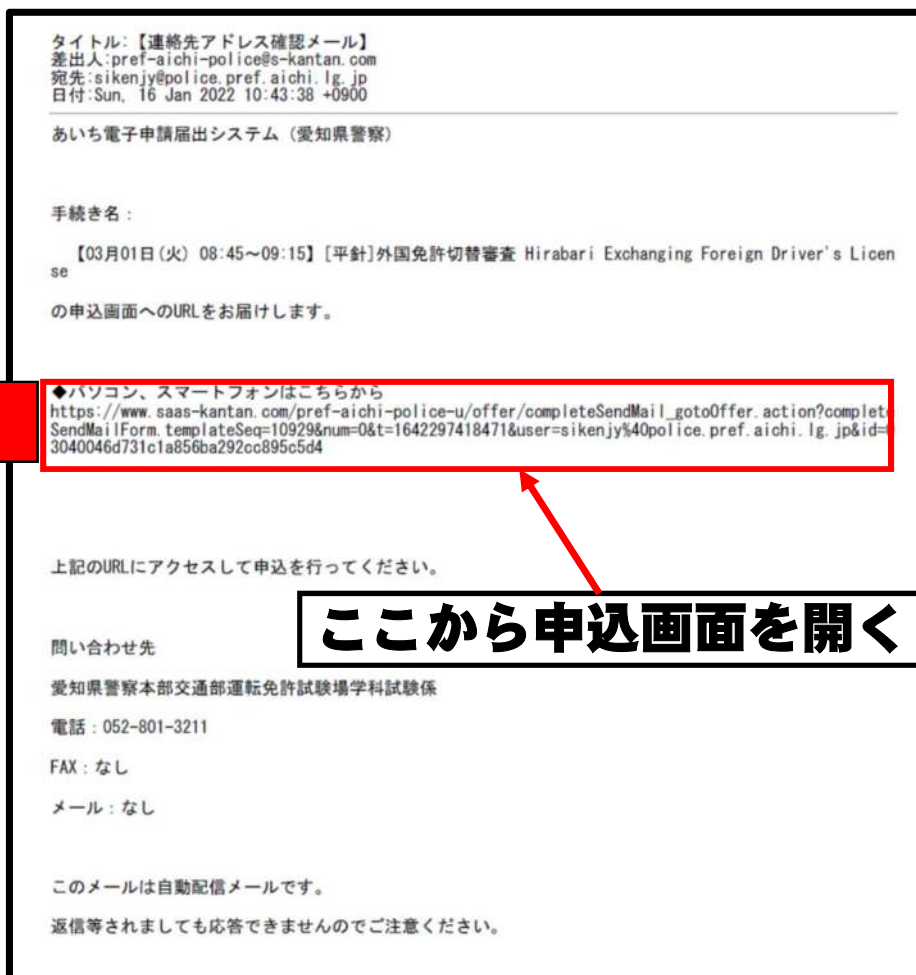 タイトル:【連絡先アドレス確認メール】
差出人:pref-aichi-police@s-kantan.com
宛先:sikenjy@police.pref.aichi.lg.jp
日付:Sun, 16 Jan 2022 10:43:38 +0900
あいち電子申請届出システム（愛知県警察）
手続き名：
【03月01日(火) 08:45～09:15】[平針]外国免許切替審査 Hirabari Exchanging Foreign Driver's Licen
se
の申込画面へのURLをお届けします。
◆パソコン、スマートフォンはこちらから
https://www.saas-kantan.com/pref-aichi-police-u/offer/completeSendMail_gotoOffer.action?complete
SendMailForm.templateSeq=10929&num=0&t=1642297418471&user=sikenjy%40police.pref.aichi.lg.jp&id=
3040046d731c1a856ba292cc895c5d4
上記のURLにアクセスして申込を行ってください。
ここから申込画面を開く
問い合わせ先
愛知県警察本部交通部運転免許試験場学科試験係
電話：052-801-3211
FAX：なし
メール：なし
このメールは自動配信メールです。
返信等されましても応答できませんのでご注意ください。